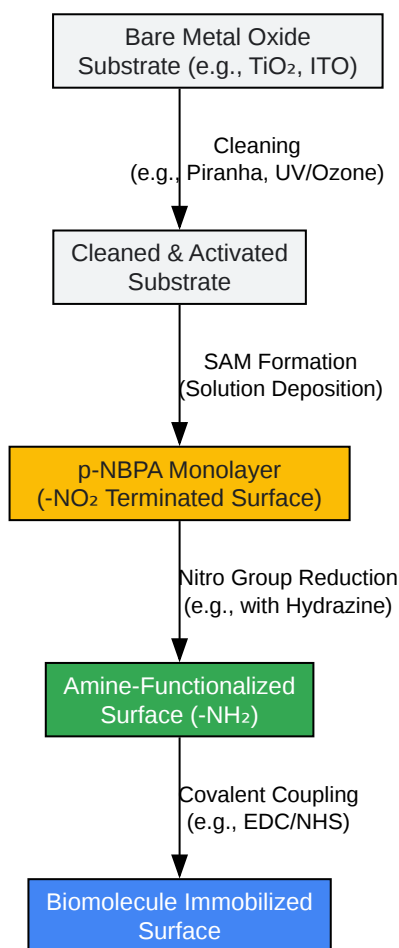 Bare Metal Oxide
Substrate (e.g., TiO₂, ITO)
Cleaning
(e.g., Piranha, UV/Ozone)
Cleaned & Activated
Substrate
SAM Formation
(Solution Deposition)
p-NBPA Monolayer
(-NO₂ Terminated Surface)
Nitro Group Reduction
(e.g., with Hydrazine)
Amine-Functionalized
Surface (-NH₂)
Covalent Coupling
(e.g., EDC/NHS)
Biomolecule Immobilized
Surface